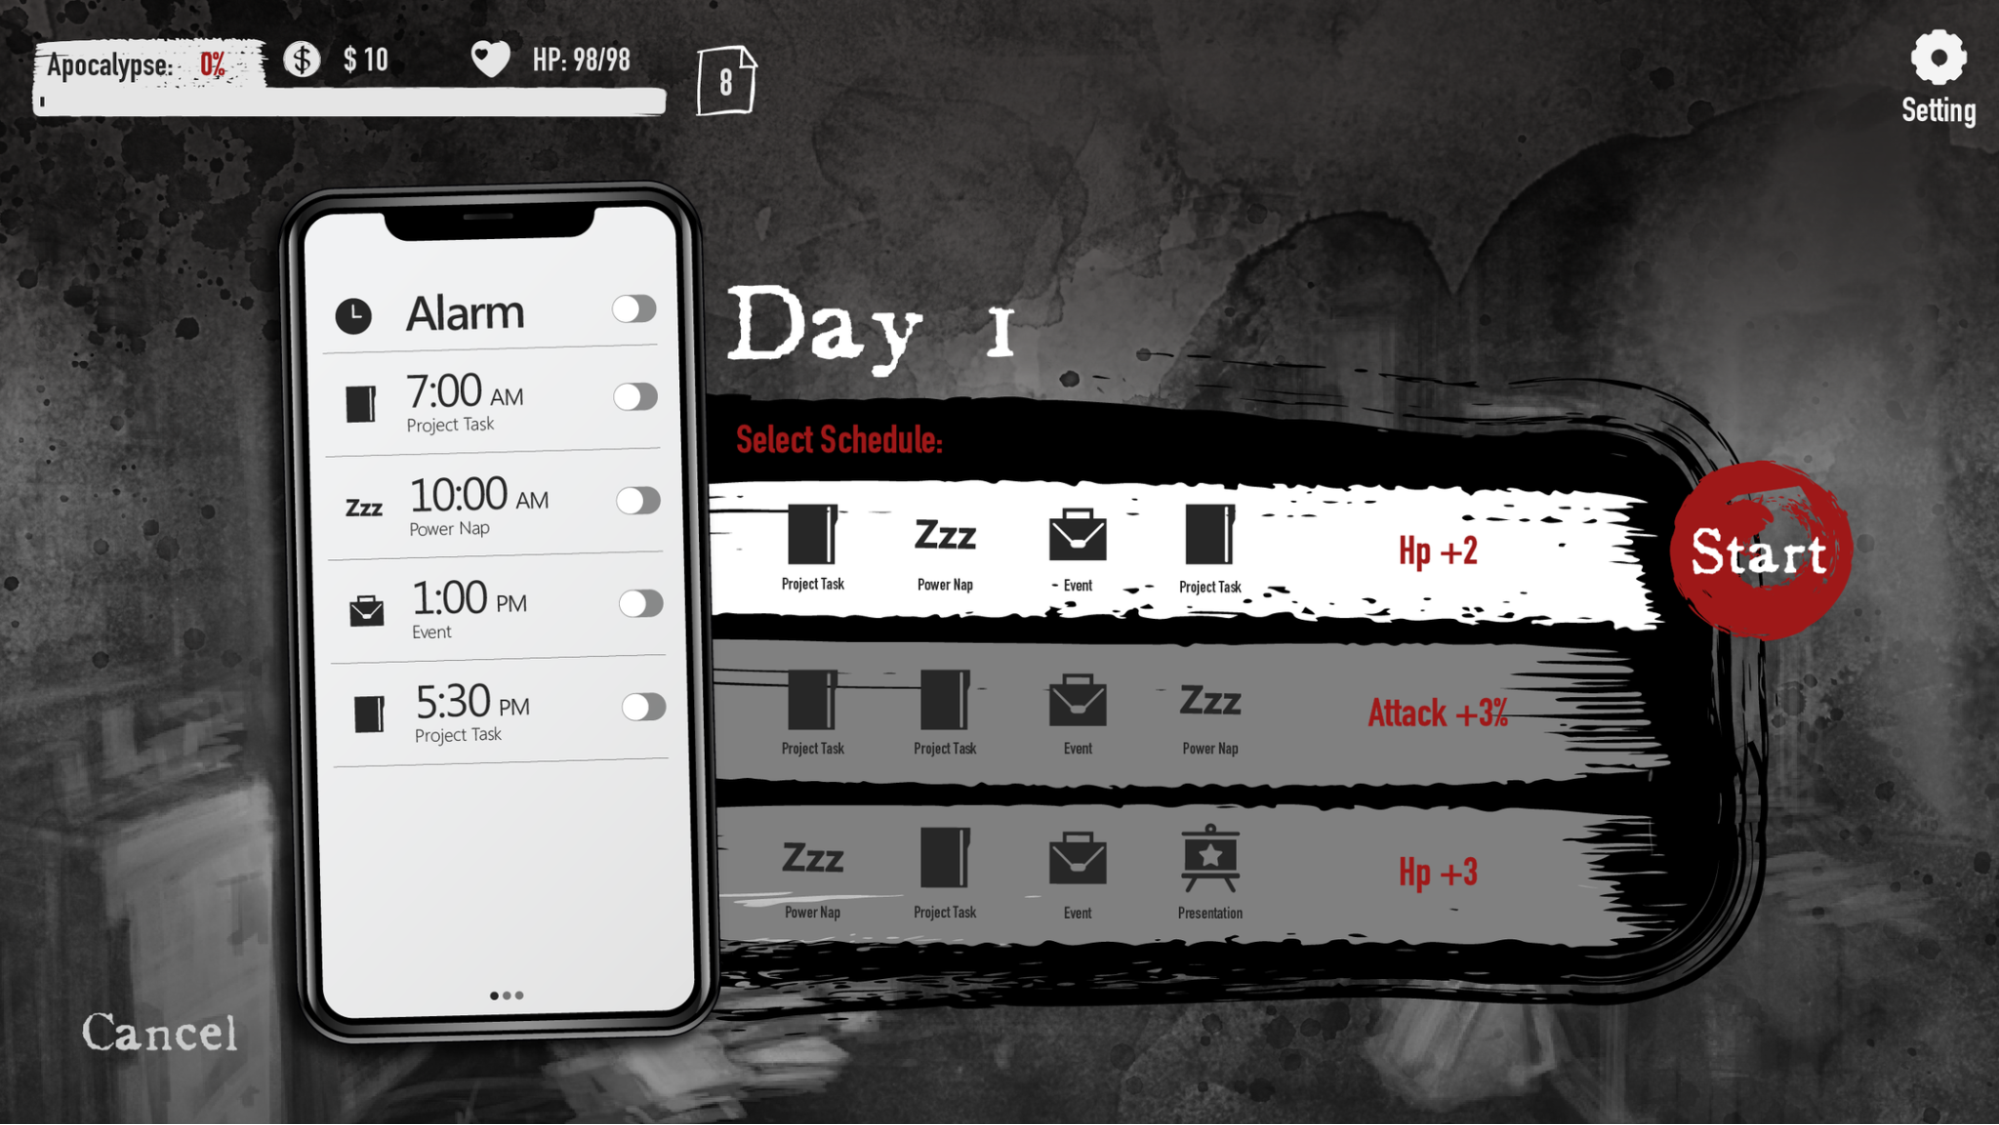 Apocalypse: 0%
$ 10
HP: 98/98
8
Setting
Alarm
7:00 AM
Project Task
Zzz
10:00 AM
Power Nap
1:00 PM
Event
5:30 PM
Project Task
Day 1
Select Schedule:
Zzz
Project Task Power Nap Event Project Task
Hp +2
Start
Zzz
Project Task Project Task Event Power Nap
Attack +3%
Zzz
Power Nap Project Task Event Presentation
Hp +3
Cancel